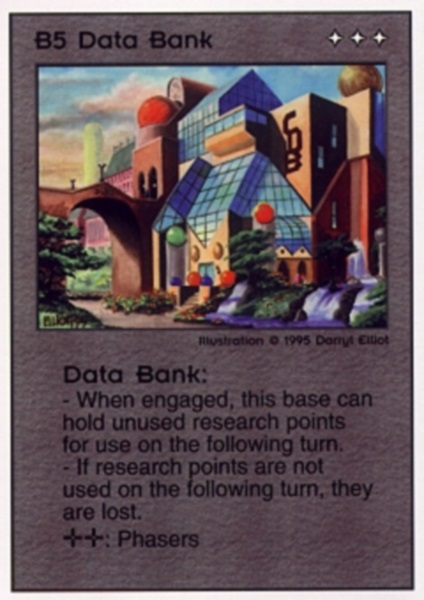 B5 Data Bank
CDB
Illustration © 1995 Darryl Elliot
Data Bank:
- When engaged, this base can
hold unused research points
for use on the following turn.
- If research points are not
used on the following turn, they
are lost.
: Phasers